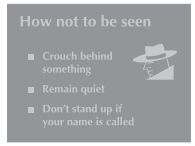 How not to be seen
Crouch behind
something
Remain quiet
Don't stand up if
your name is called